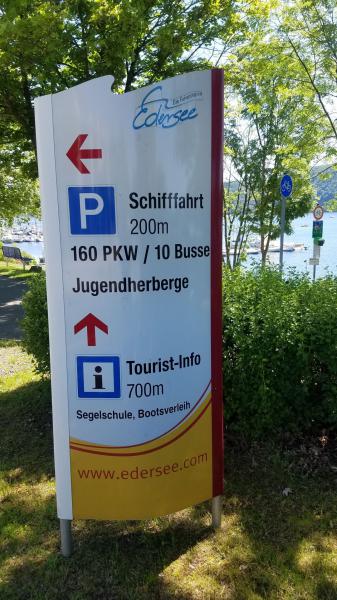 Edersee
P
Schifffahrt
200m
160 PKW / 10 Busse
Jugendherberge
i
Tourist-Info
700m
Segelschule, Bootsverleih
www.edersee.com